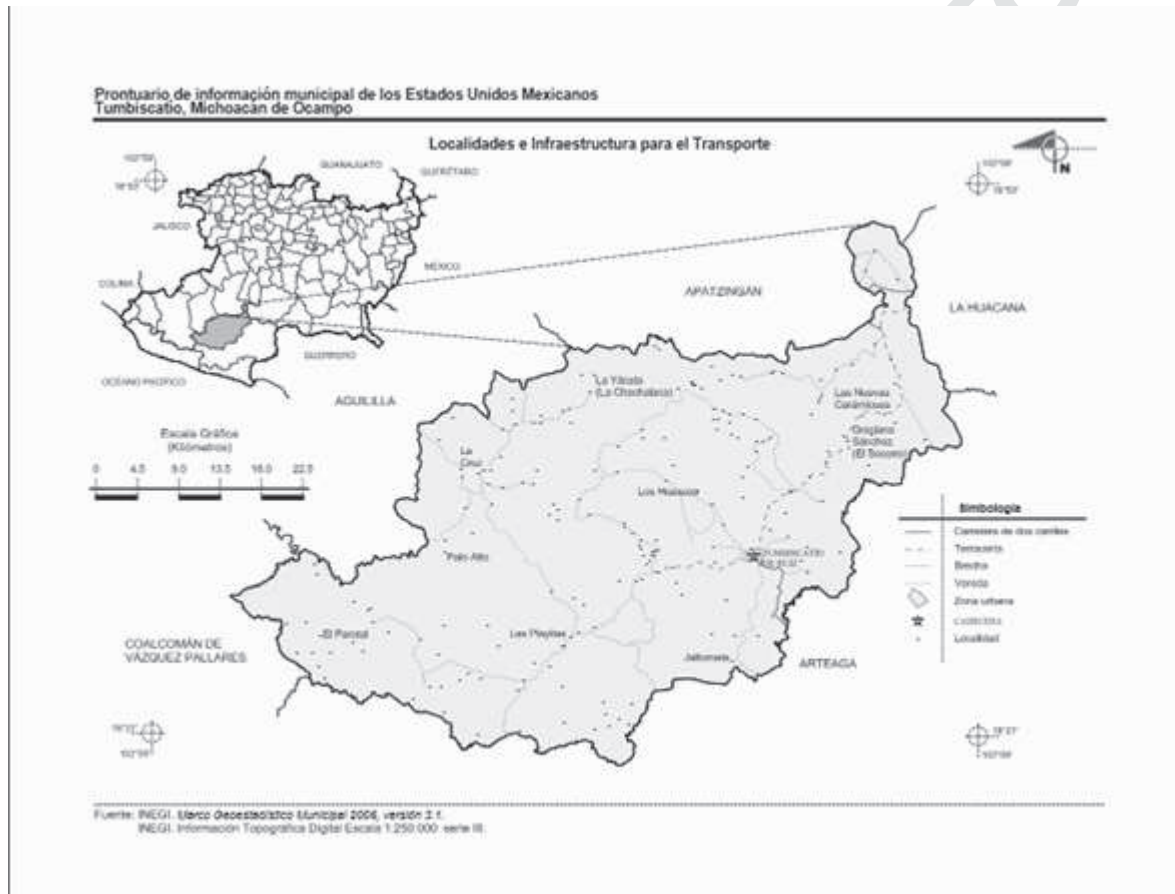 Prontuario de información municipal de los Estados Unidos Mexicanos
Tumbiscatío, Michoacán de Ocampo
Localidades e Infraestructura para el Transporte
N
GUANAJUATO
QUERÉTARO
JALISCO
MÉXICO
COLIMA
GUERRERO
OCÉANO PACÍFICO
APATZINGÁN
LA HUACANA
AGUILILLA
La Yácata
Las Nuevas
Graciano
Sánchez
(El Socorro)
Escala Gráfica
(Kilómetros)
0 4.5 9.0 13.5 18.0 22.5
La
Cruz
Los
Palo Alto
Simbología
Carretera de dos carriles
Terracería
Brecha
Vereda
Zona urbana
CABECERA
Localidad
El Parotal
Las Playitas
COALCOMÁN DE
VÁZQUEZ PALLARES
ARTEAGA
Fuente: INEGI. Marco Geoestadístico Municipal 2005, versión 3.1.
INEGI. Información Topográfica Digital Escala 1:250 000 serie III.